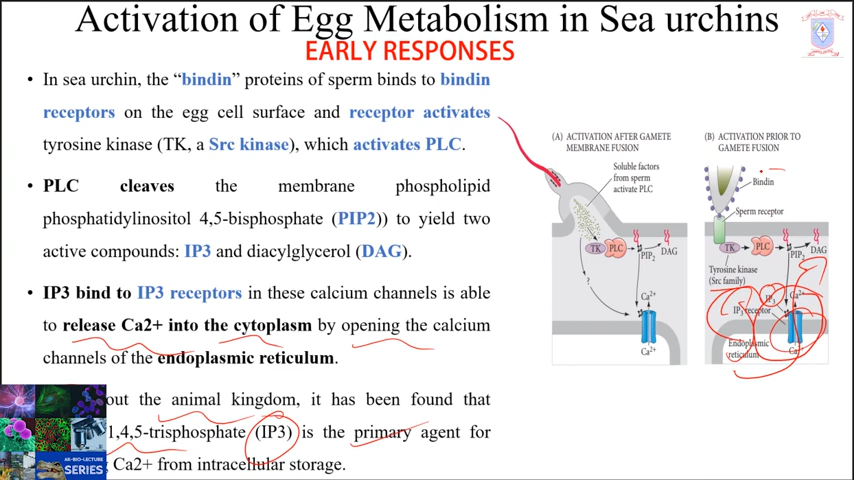 Activation of Egg Metabolism in Sea urchins
EARLY RESPONSES
• In sea urchin, the “bindin” proteins of sperm binds to bindin
receptors on the egg cell surface and receptor activates
tyrosine kinase (TK, a Src kinase), which activates PLC.
• PLC cleaves the membrane phospholipid
phosphatidylinositol 4,5-bisphosphate (PIP2)) to yield two
active compounds: IP3 and diacylglycerol (DAG).
• IP3 bind to IP3 receptors in these calcium channels is able
to release Ca2+ into the cytoplasm by opening the calcium
channels of the endoplasmic reticulum.
out the animal kingdom, it has been found that
1,4,5-trisphosphate (IP3) is the primary agent for
Ca2+ from intracellular storage.
AK-BIO-LECTURE
SERIES
(A) ACTIVATION AFTER GAMETE
MEMBRANE FUSION
Soluble factors
from sperm
activate PLC
TK
PLC
PIP2
DAG
?
Ca2+
Ca2+
(B) ACTIVATION PRIOR TO
GAMETE FUSION
Bindin
Sperm receptor
TK
PLC
PIP2
DAG
Tyrosine kinase
(Src family)
IP3
Ca2+
IP3 receptor
Endoplasmic
reticulum
Ca2+